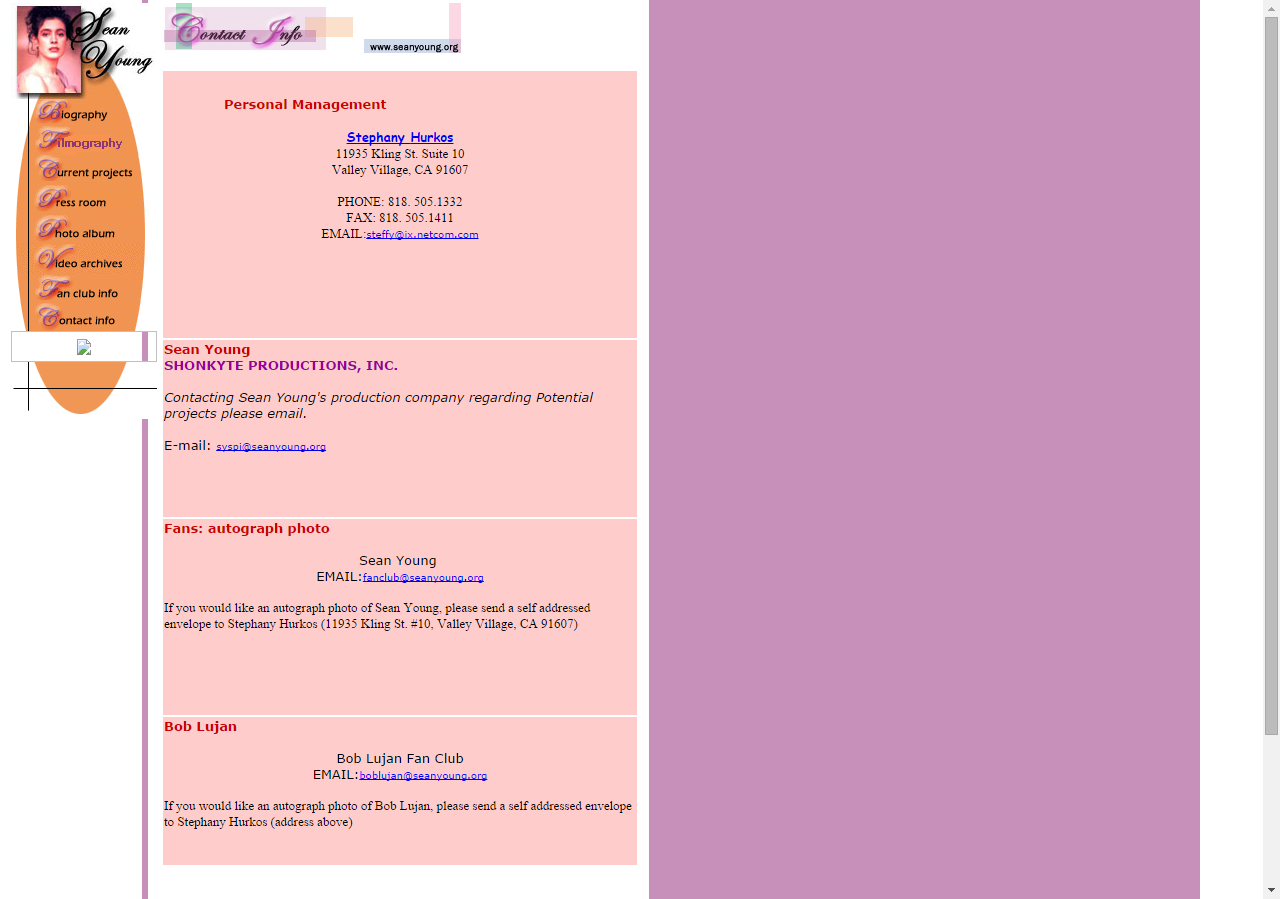 Sean Young
Biography
Filmography
Current projects
Press room
Photo album
Video archives
Fan club info
Contact info
Contact Info
www.seanyoung.org
Personal Management
Stephany Hurkos
11935 Kling St. Suite 10
Valley Village, CA 91607
PHONE: 818. 505.1332
FAX: 818. 505.1411
EMAIL:steffy@ix.netcom.com
Sean Young
SHONKYTE PRODUCTIONS, INC.
Contacting Sean Young's production company regarding Potential
projects please email.
E-mail: syspi@seanyoung.org
Fans: autograph photo
Sean Young
EMAIL:fanclub@seanyoung.org
If you would like an autograph photo of Sean Young, please send a self addressed
envelope to Stephany Hurkos (11935 Kling St. #10, Valley Village, CA 91607)
Bob Lujan
Bob Lujan Fan Club
EMAIL:boblujan@seanyoung.org
If you would like an autograph photo of Bob Lujan, please send a self addressed envelope
to Stephany Hurkos (address above)